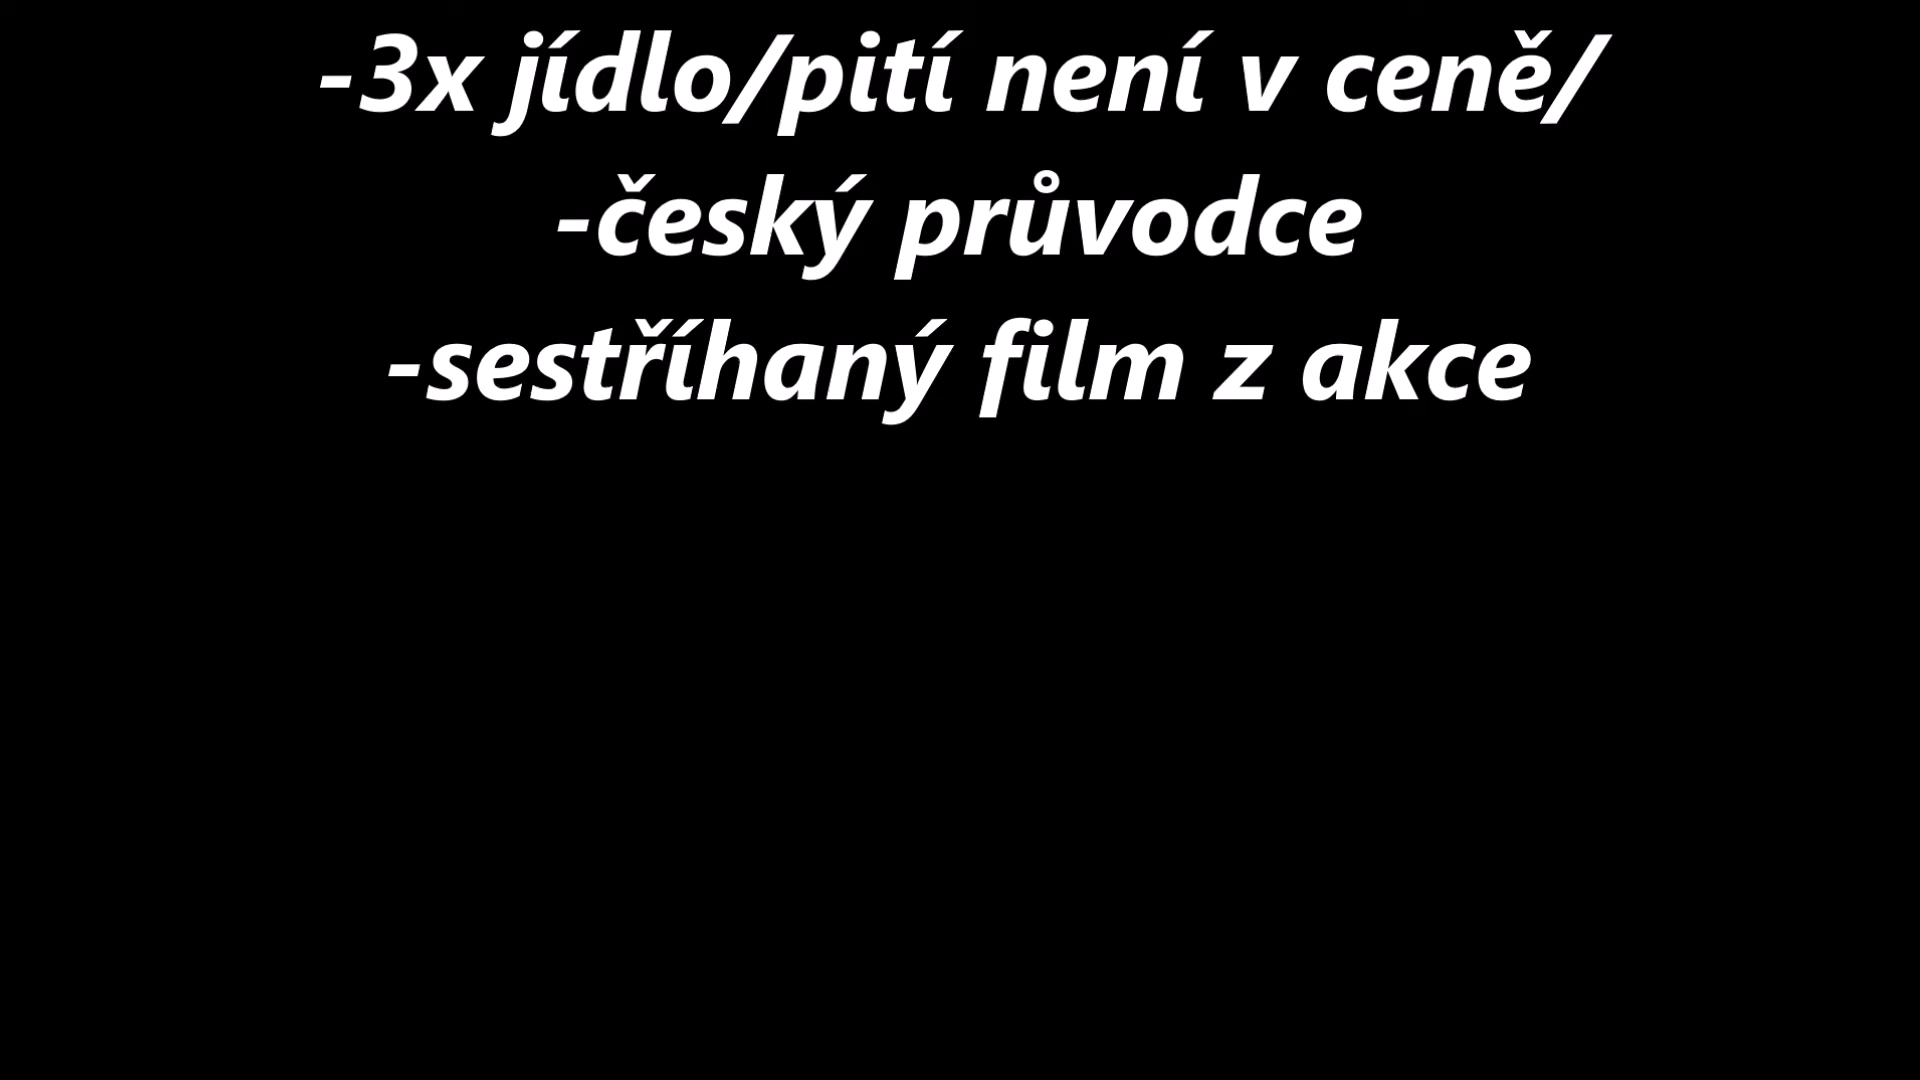 -3x jídlo/pití není v ceně/
-český průvodce
-sestříhaný film z akce